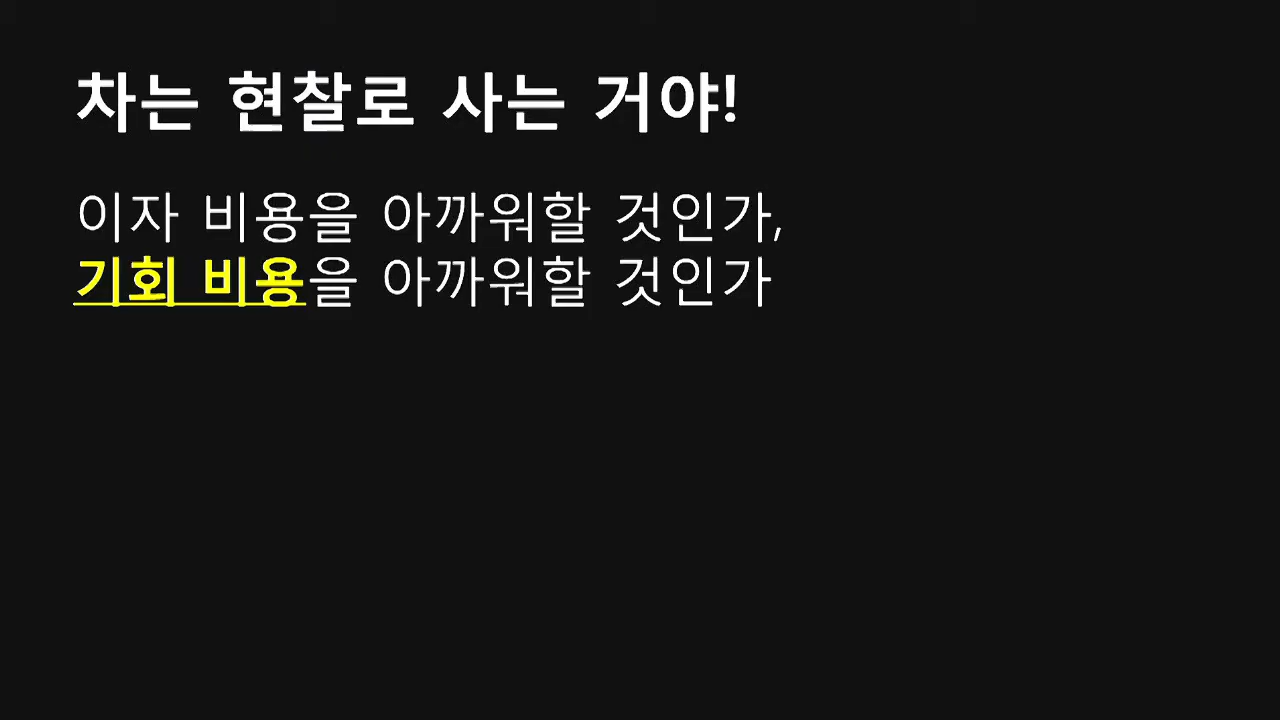 차는 현찰로 사는 거야!
이자 비용을 아까워할 것인가,
기회 비용을 아까워할 것인가